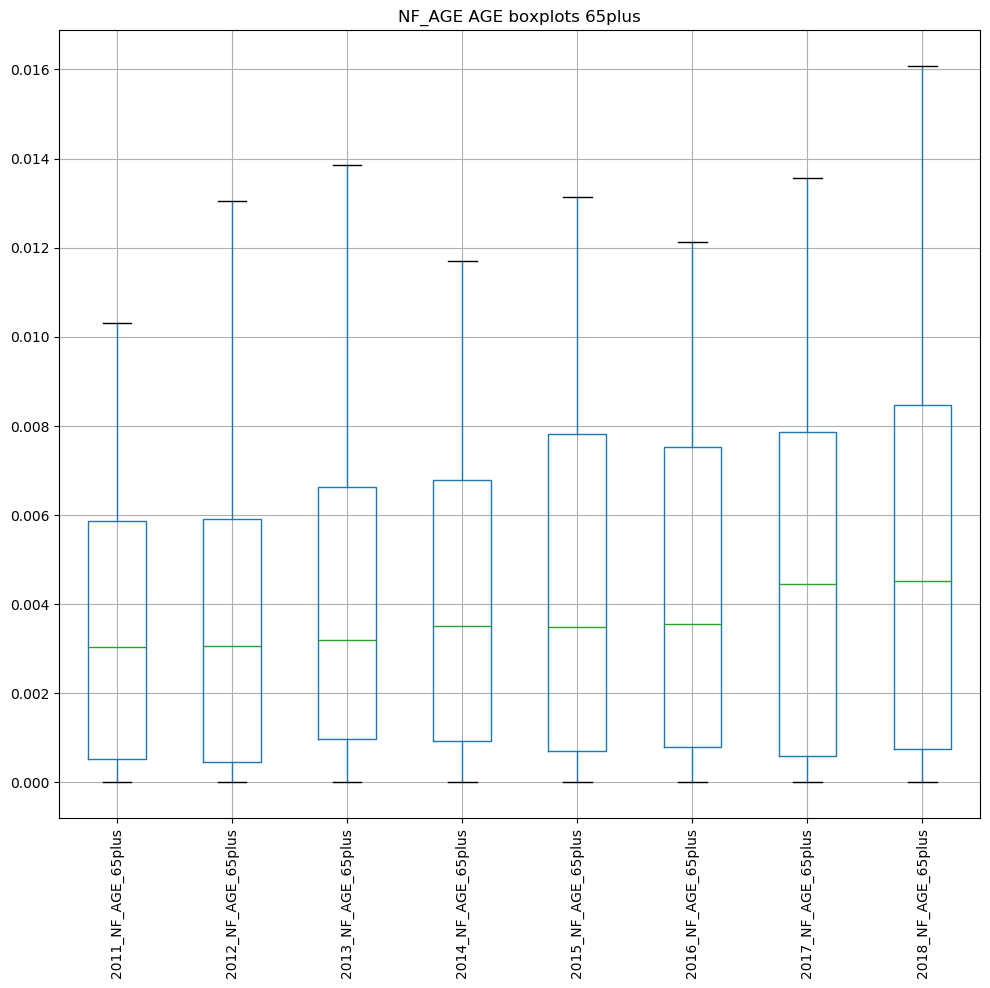 NF_AGE AGE boxplots 65plus
0.016
0.014
0.012
0.010
0.008
0.006
0.004
0.002
0.000
2011_NF_AGE_65plus
2012_NF_AGE_65plus
2013_NF_AGE_65plus
2014_NF_AGE_65plus
2015_NF_AGE_65plus
2016_NF_AGE_65plus
2017_NF_AGE_65plus
2018_NF_AGE_65plus